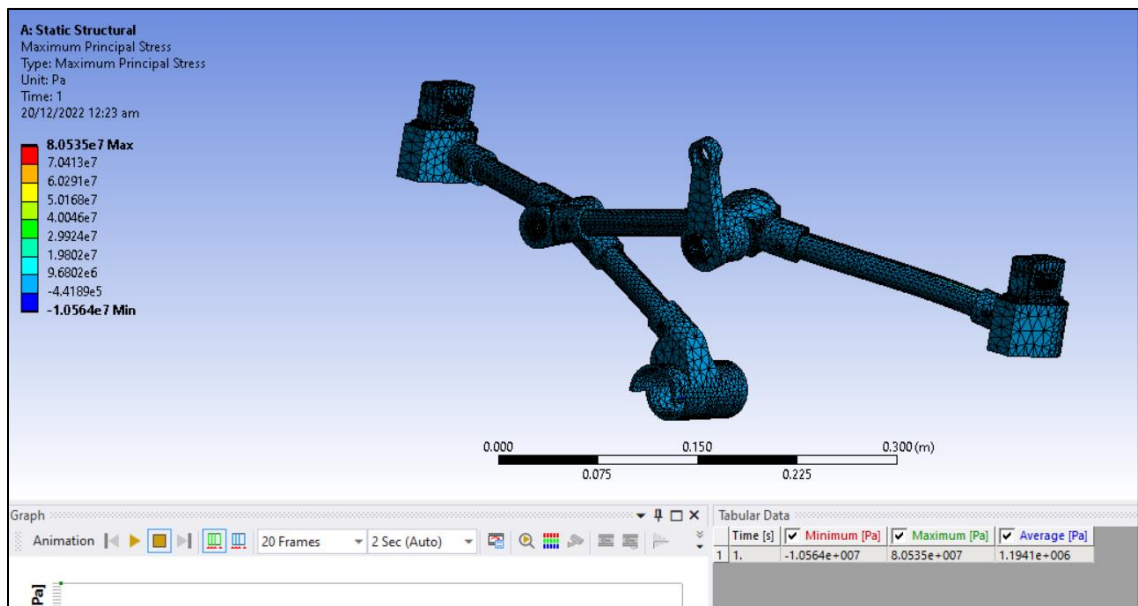 A: Static Structural
Maximum Principal Stress
Type: Maximum Principal Stress
Unit: Pa
Time: 1
20/12/2022 12:23 am
8.0535e7 Max
7.0413e7
6.0291e7
5.0168e7
4.0046e7
2.9924e7
1.9802e7
9.6802e6
-4.4189e5
-1.0564e7 Min
0.000 0.150 0.300 (m)
0.075 0.225
Graph
Animation 20 Frames 2 Sec (Auto)
Pa]
Tabular Data
Time [s] Minimum [Pa] Maximum [Pa] Average [Pa]
1 1. -1.0564e+007 8.0535e+007 1.1941e+006